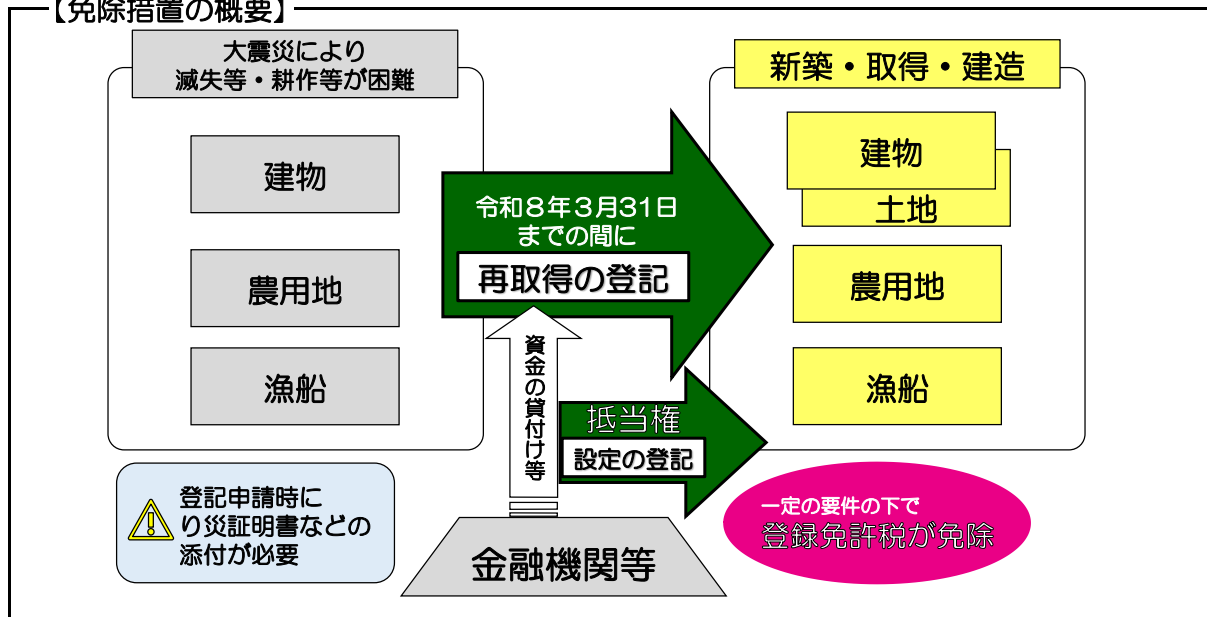 【免除措置の概要】
大震災により
滅失等・耕作等が困難
建物
農用地
漁船
令和８年３月31日
までの間に
再取得の登記
資金の貸付け等
抵当権
設定の登記
新築・取得・建造
建物
土地
農用地
漁船
登記申請時に
り災証明書などの
添付が必要
金融機関等
一定の要件の下で
登録免許税が免除